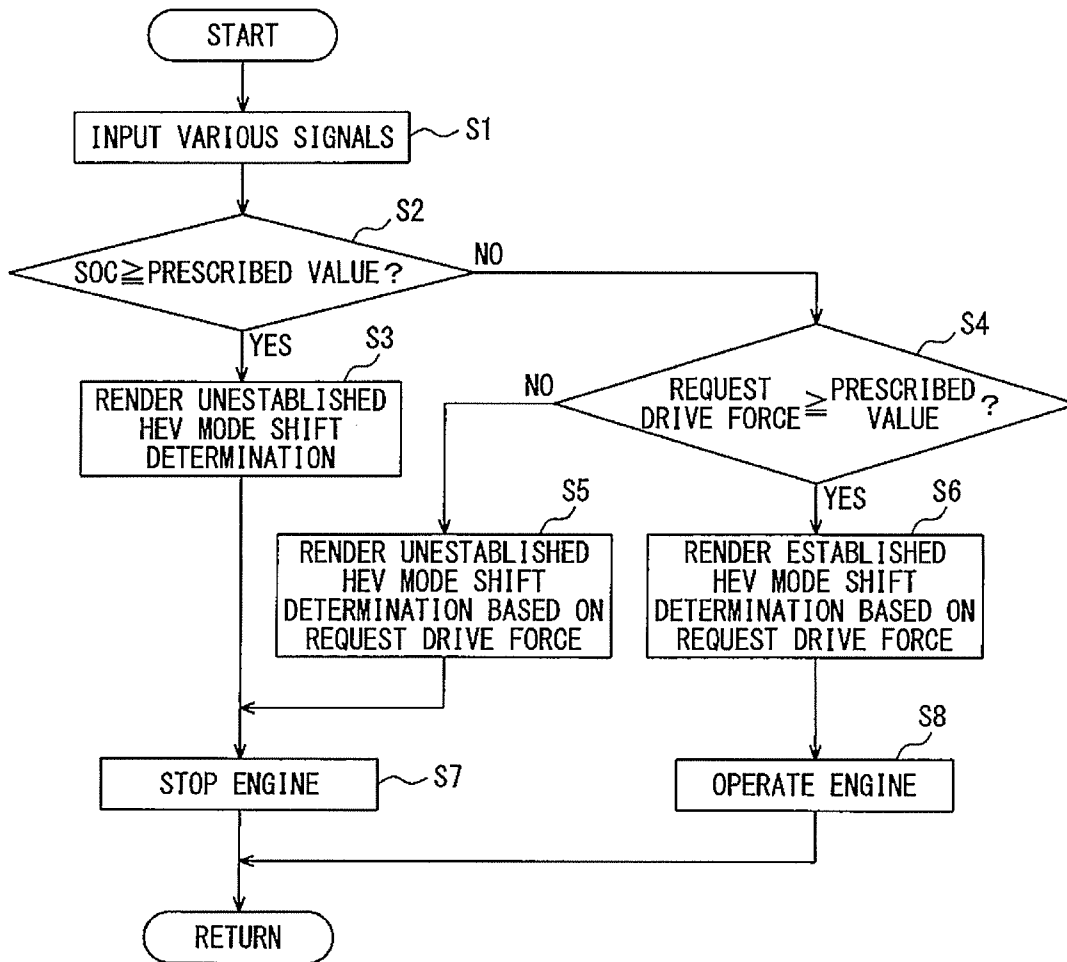 START
INPUT VARIOUS SIGNALS
S1
S2
SOC≧PRESCRIBED VALUE?
NO
YES
S3
RENDER UNESTABLISHED
HEV MODE SHIFT
DETERMINATION
S4
REQUEST
DRIVE FORCE
≧
PRESCRIBED
VALUE
?
NO
YES
S5
RENDER UNESTABLISHED
HEV MODE SHIFT
DETERMINATION BASED ON
REQUEST DRIVE FORCE
S6
RENDER ESTABLISHED
HEV MODE SHIFT
DETERMINATION BASED ON
REQUEST DRIVE FORCE
STOP ENGINE
S7
S8
OPERATE ENGINE
RETURN